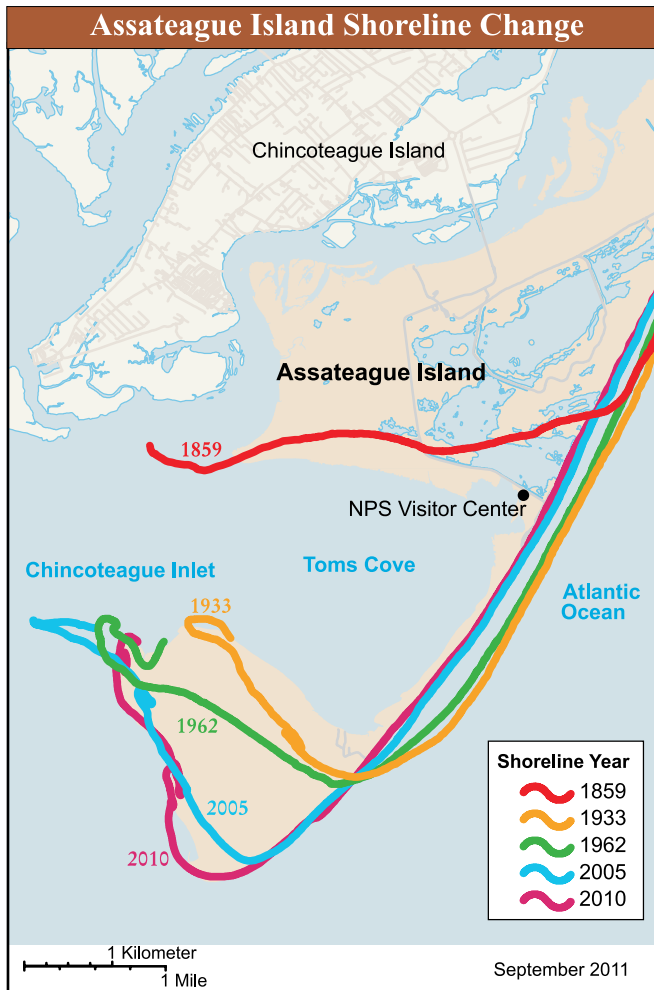 Assateague Island Shoreline Change
Chincoteague Island
Assateague Island
1859
NPS Visitor Center
Chincoteague Inlet
Toms Cove
Atlantic
Ocean
1933
1962
2005
2010
Shoreline Year
1859
1933
1962
2005
2010
1 Kilometer
1 Mile
September 2011